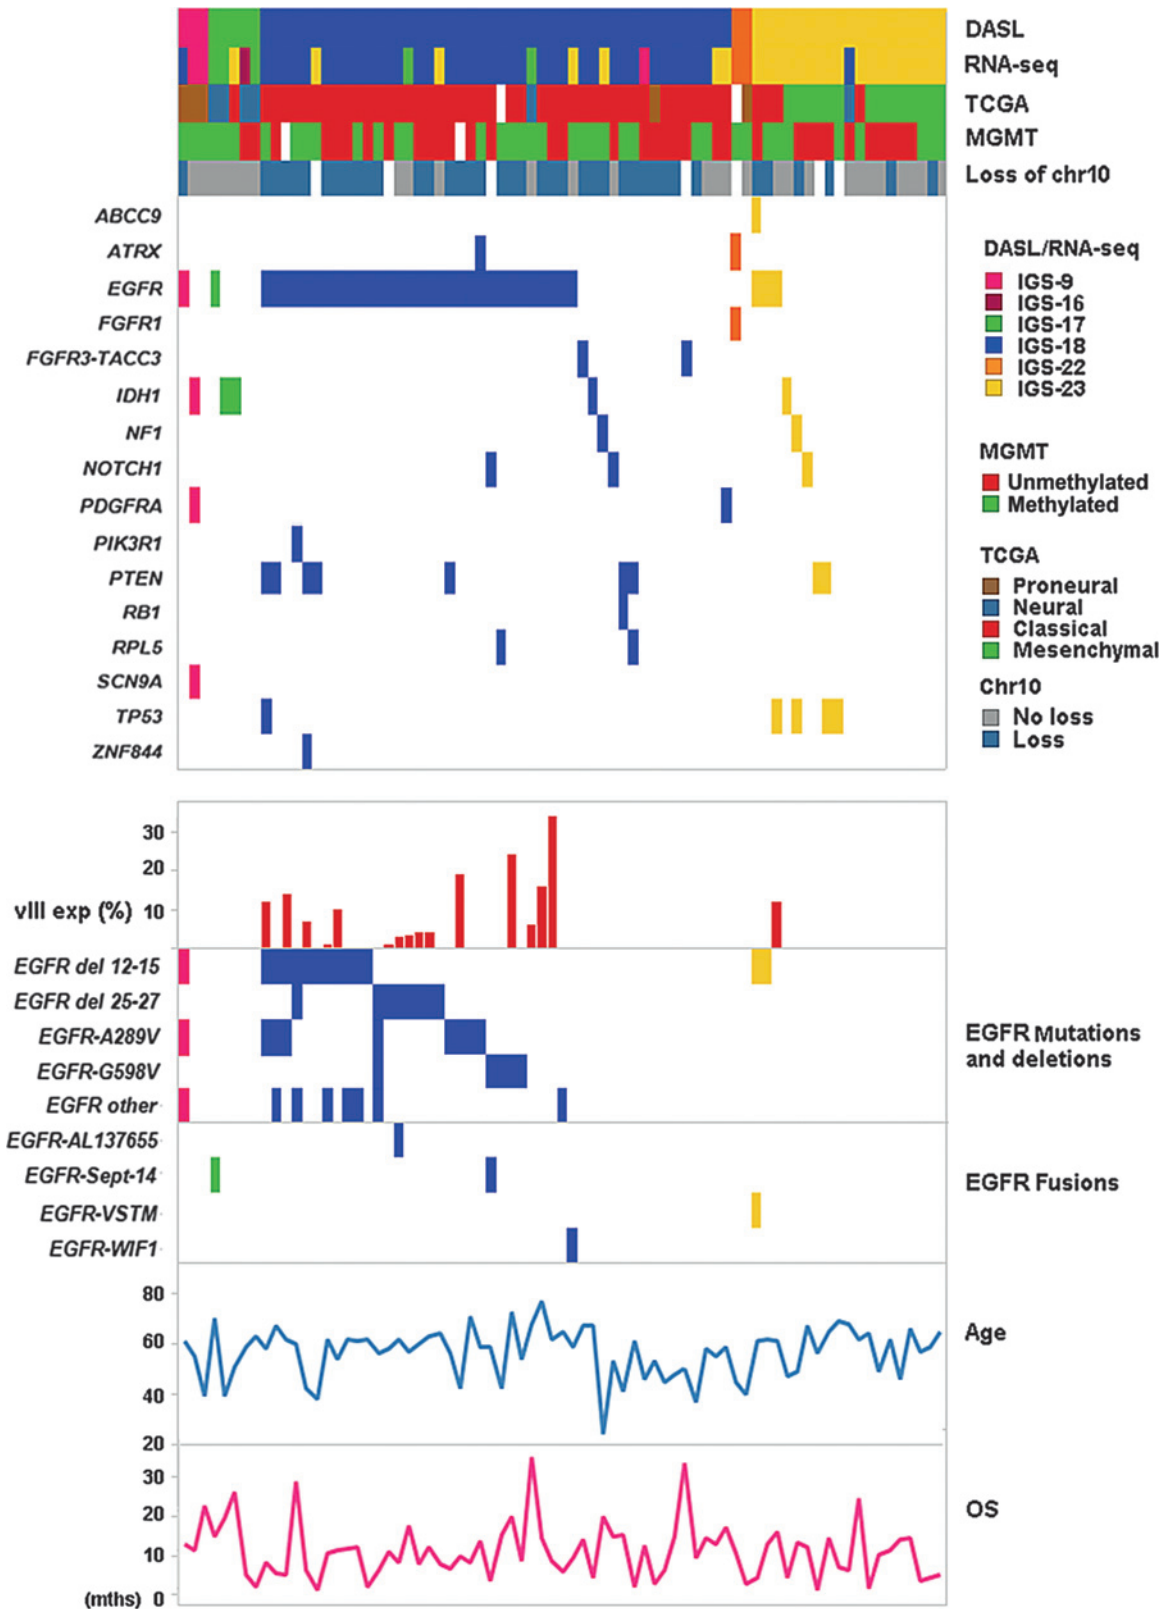 DASL
RNA-seq
TCGA
MGMT
Loss of chr10
ABCC9
ATRX
EGFR
FGFR1
FGFR3-TACC3
IDH1
NF1
NOTCH1
PDGFRA
PIK3R1
PTEN
RB1
RPL5
SCN9A
TP53
ZNF844
DASL/RNA-seq
IGS-9
IGS-16
IGS-17
IGS-18
IGS-22
IGS-23
MGMT
Unmethylated
Methylated
TCGA
Proneural
Neural
Classical
Mesenchymal
Chr10
No loss
Loss
30
20
10
vIII exp (%)
EGFR del 12-15
EGFR del 25-27
EGFR-A289V
EGFR-G598V
EGFR other
EGFR Mutations
and deletions
EGFR-AL137655
EGFR-Sept-14
EGFR-VSTM
EGFR-WIF1
EGFR Fusions
80
60
40
20
Age
30
20
10
(mths) 0
OS